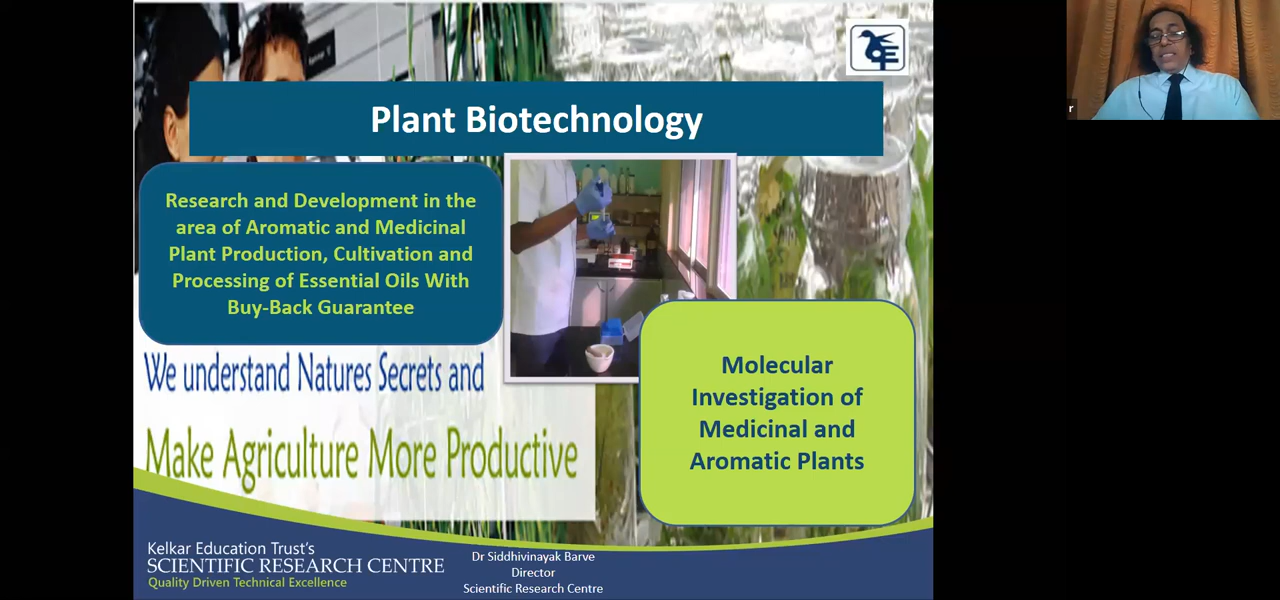 Plant Biotechnology
Research and Development in the
area of Aromatic and Medicinal
Plant Production, Cultivation and
Processing of Essential Oils With
Buy-Back Guarantee
We understand Natures Secrets and
Make Agriculture More Productive
Molecular
Investigation of
Medicinal and
Aromatic Plants
Kelkar Education Trust's
SCIENTIFIC RESEARCH CENTRE
Quality Driven Technical Excellence
Dr Siddhivinayak Barve
Director
Scientific Research Centre
r